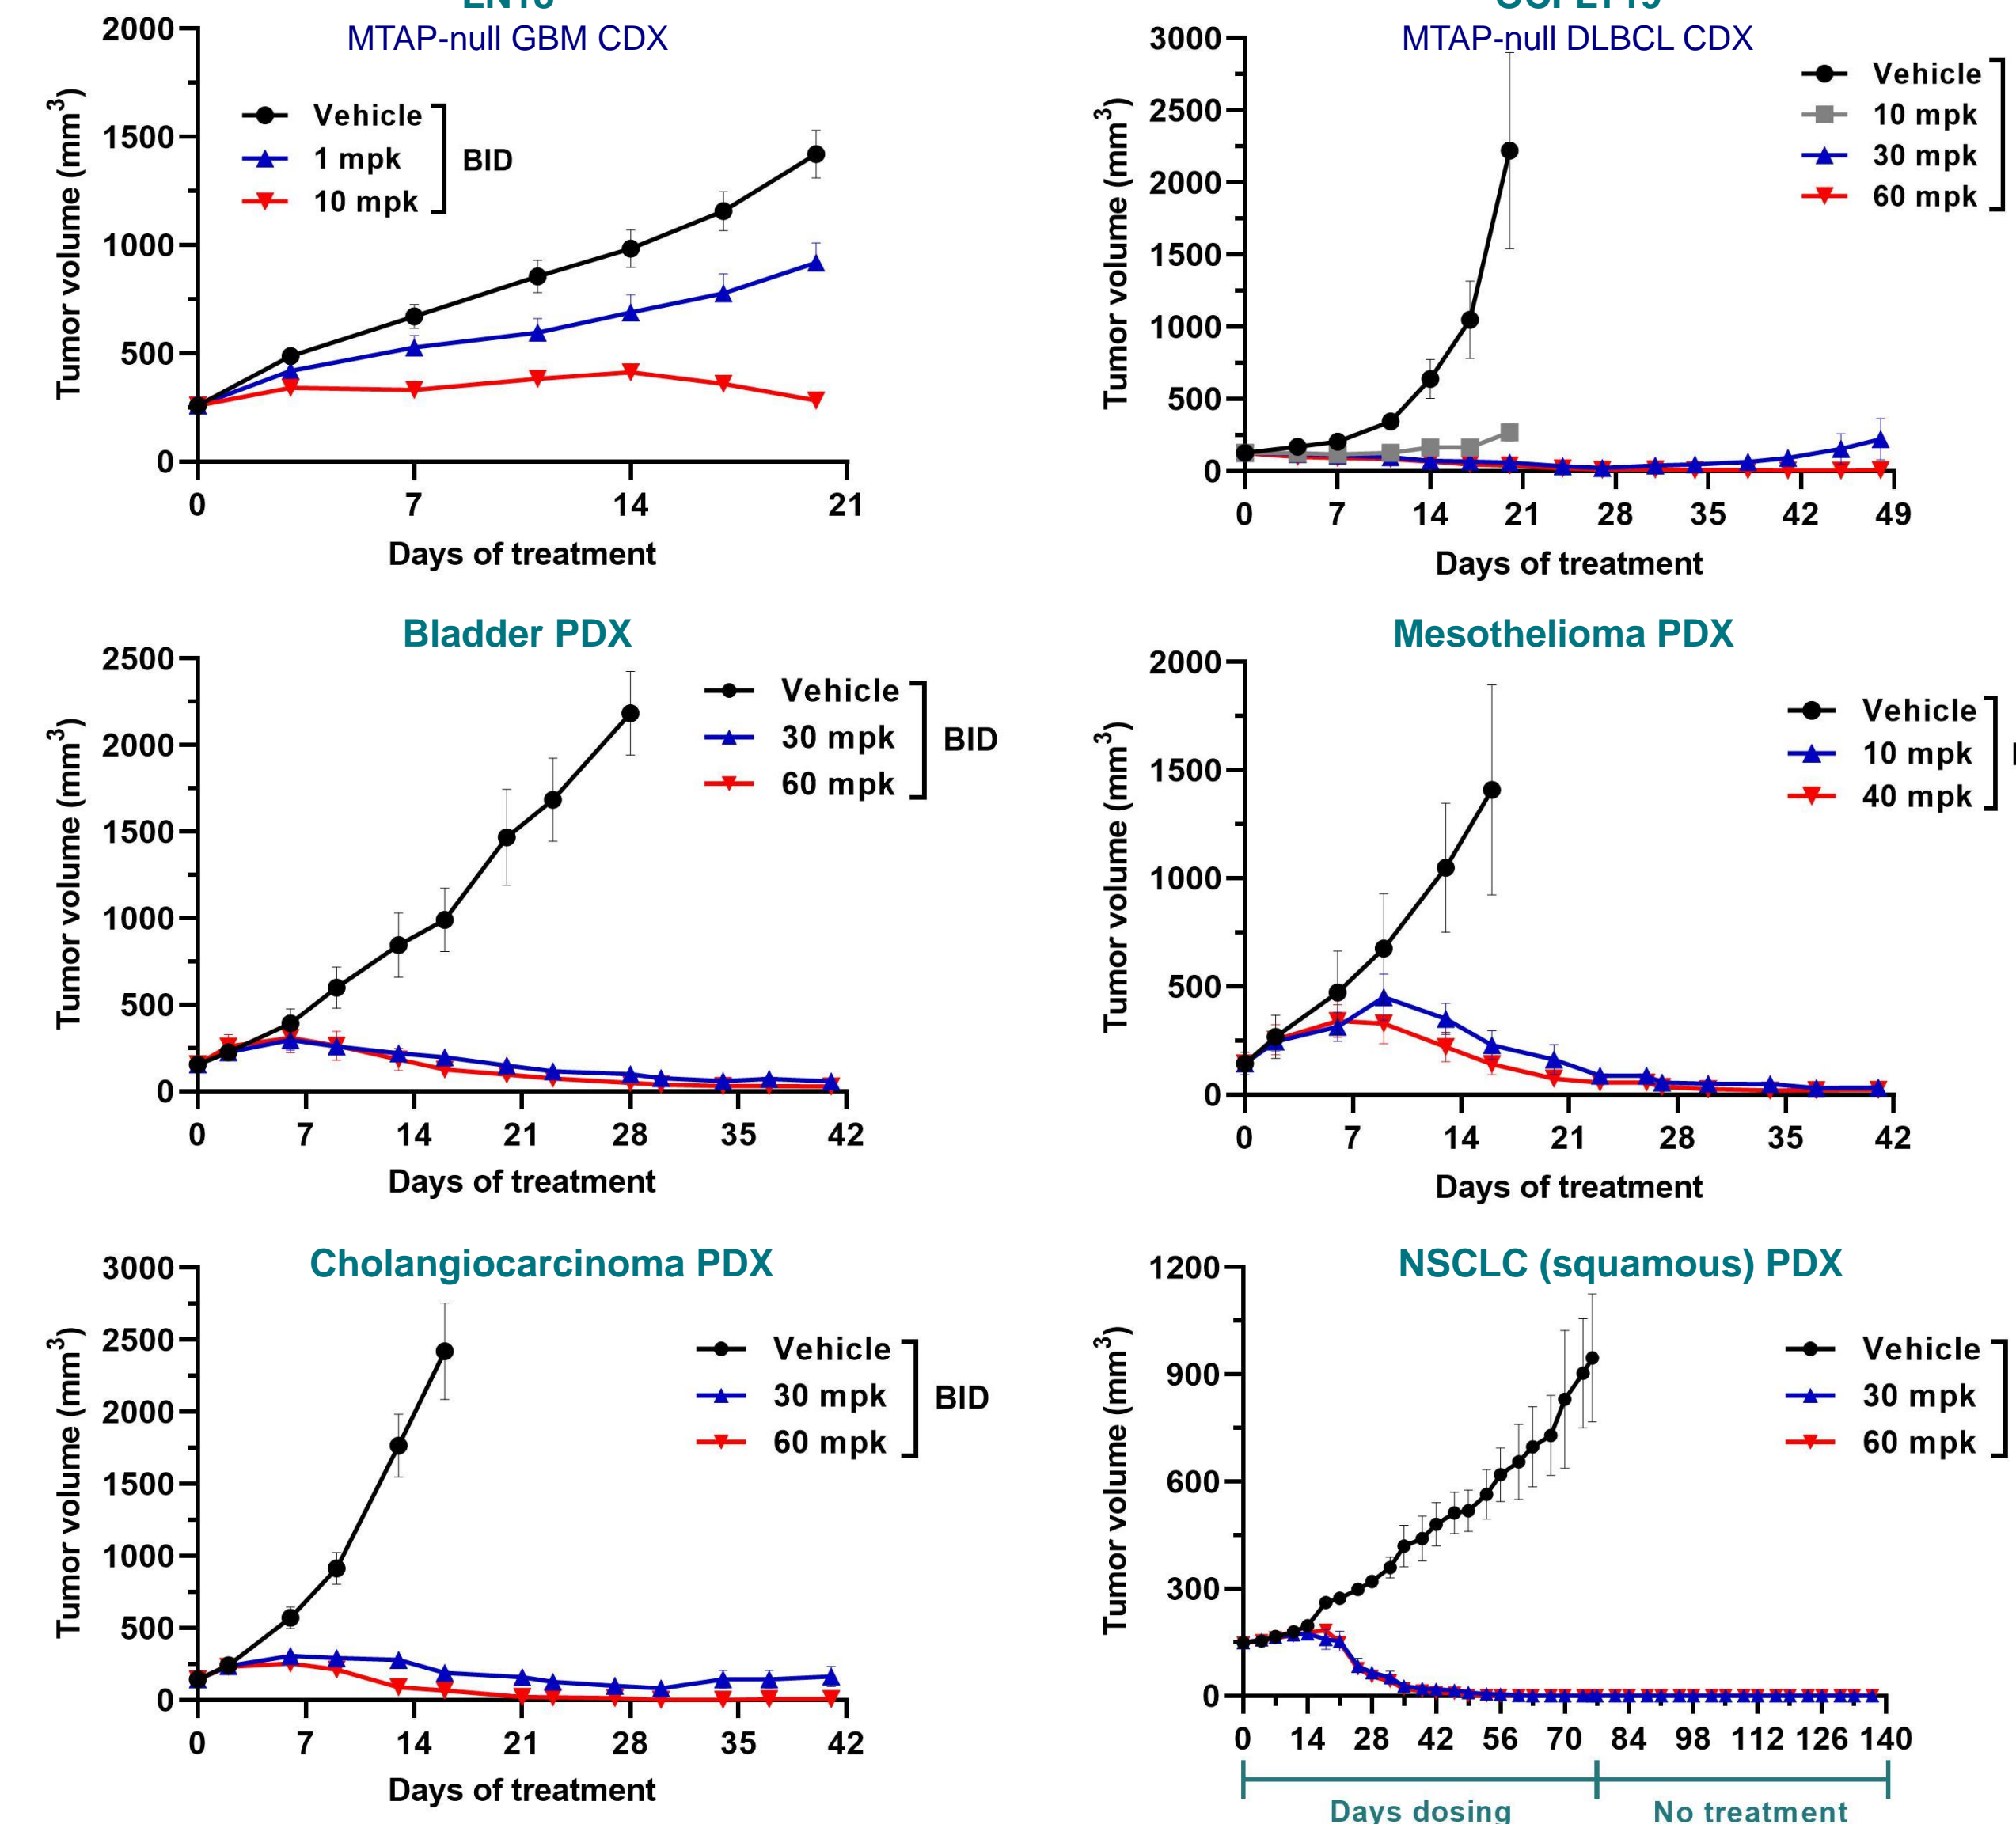 MTAP-null GBM CDX
2000
1500
1000
500
0
Tumor volume (mm³)
Vehicle
1 mpk
10 mpk
BID
0 7 14 21
Days of treatment
MTAP-null DLBCL CDX
3000
2500
2000
1500
1000
500
0
Tumor volume (mm³)
Vehicle
10 mpk
30 mpk
60 mpk
0 7 14 21 28 35 42 49
Days of treatment
Bladder PDX
2500
2000
1500
1000
500
0
Tumor volume (mm³)
Vehicle
30 mpk
60 mpk
BID
0 7 14 21 28 35 42
Days of treatment
Mesothelioma PDX
2000
1500
1000
500
0
Tumor volume (mm³)
Vehicle
10 mpk
40 mpk
0 7 14 21 28 35 42
Days of treatment
Cholangiocarcinoma PDX
3000
2500
2000
1500
1000
500
0
Tumor volume (mm³)
Vehicle
30 mpk
60 mpk
BID
0 7 14 21 28 35 42
Days of treatment
NSCLC (squamous) PDX
1200
900
600
300
0
Tumor volume (mm³)
Vehicle
30 mpk
60 mpk
0 14 28 42 56 70 84 98 112 126 140
Days dosing No treatment